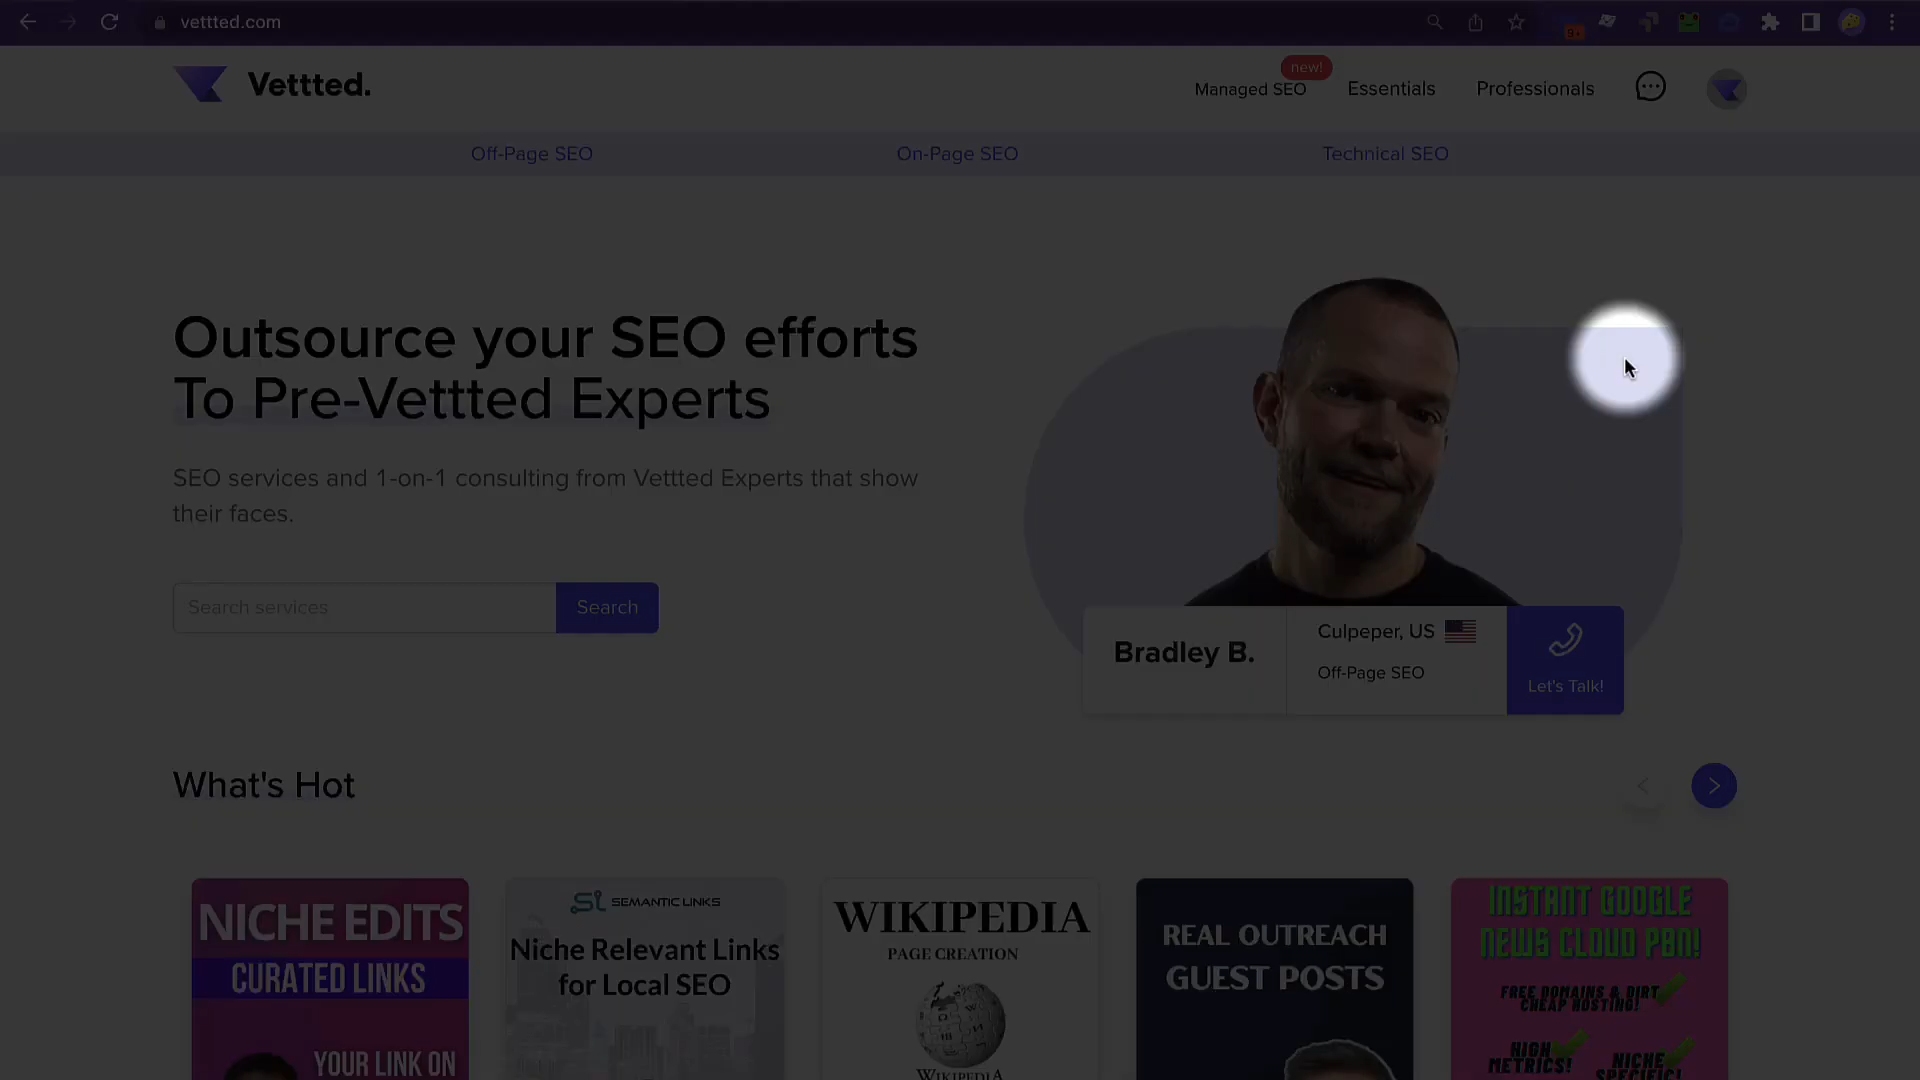 vettted.com
9+
Vettted.
Managed SEO
new!
Essentials
Professionals
Off-Page SEO
On-Page SEO
Technical SEO
Outsource your SEO efforts
To Pre-Vettted Experts
SEO services and 1-on-1 consulting from Vettted Experts that show
their faces.
Search services
Search
Bradley B.
Culpeper, US
Off-Page SEO
Let's Talk!
What's Hot
NICHE EDITS
CURATED LINKS
YOUR LINK ON
SL SEMANTIC LINKS
Niche Relevant Links
for Local SEO
WIKIPEDIA
PAGE CREATION
WIKIPEDIA
REAL OUTREACH
GUEST POSTS
INSTANT GOOGLE
NEWS CLOUD PBN!
FREE DOMAINS & DIRT
CHEAP HOSTING!
HIGH
METRICS!
NICHE
SPECIFIC!